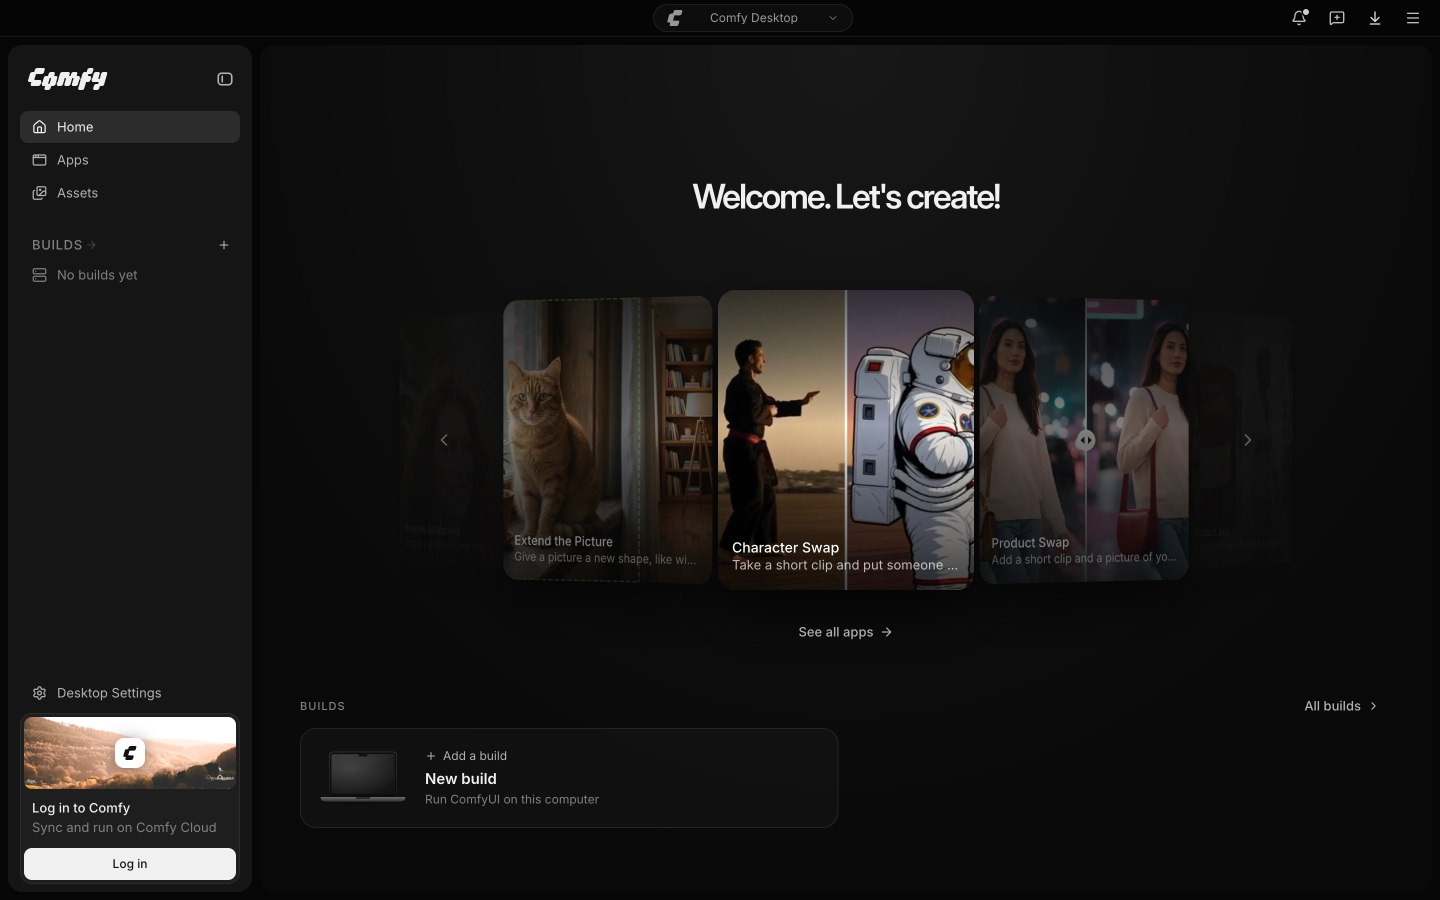 Comfy Desktop
Comfy
Home
Apps
Assets
BUILDS
No builds yet
Welcome. Let's create!
Extend the Picture
Give a picture a new shape, like wi...
Character Swap
Take a short clip and put someone ...
Product Swap
Add a short clip and a picture of yo...
See all apps
BUILDS
All builds
Add a build
New build
Run ComfyUI on this computer
Desktop Settings
Log in to Comfy
Sync and run on Comfy Cloud
Log in